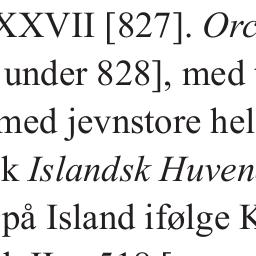 XXVII [827]. Orc
under 828], med
med jevnstore hel
k Islandsk Huven
på Island ifølge K